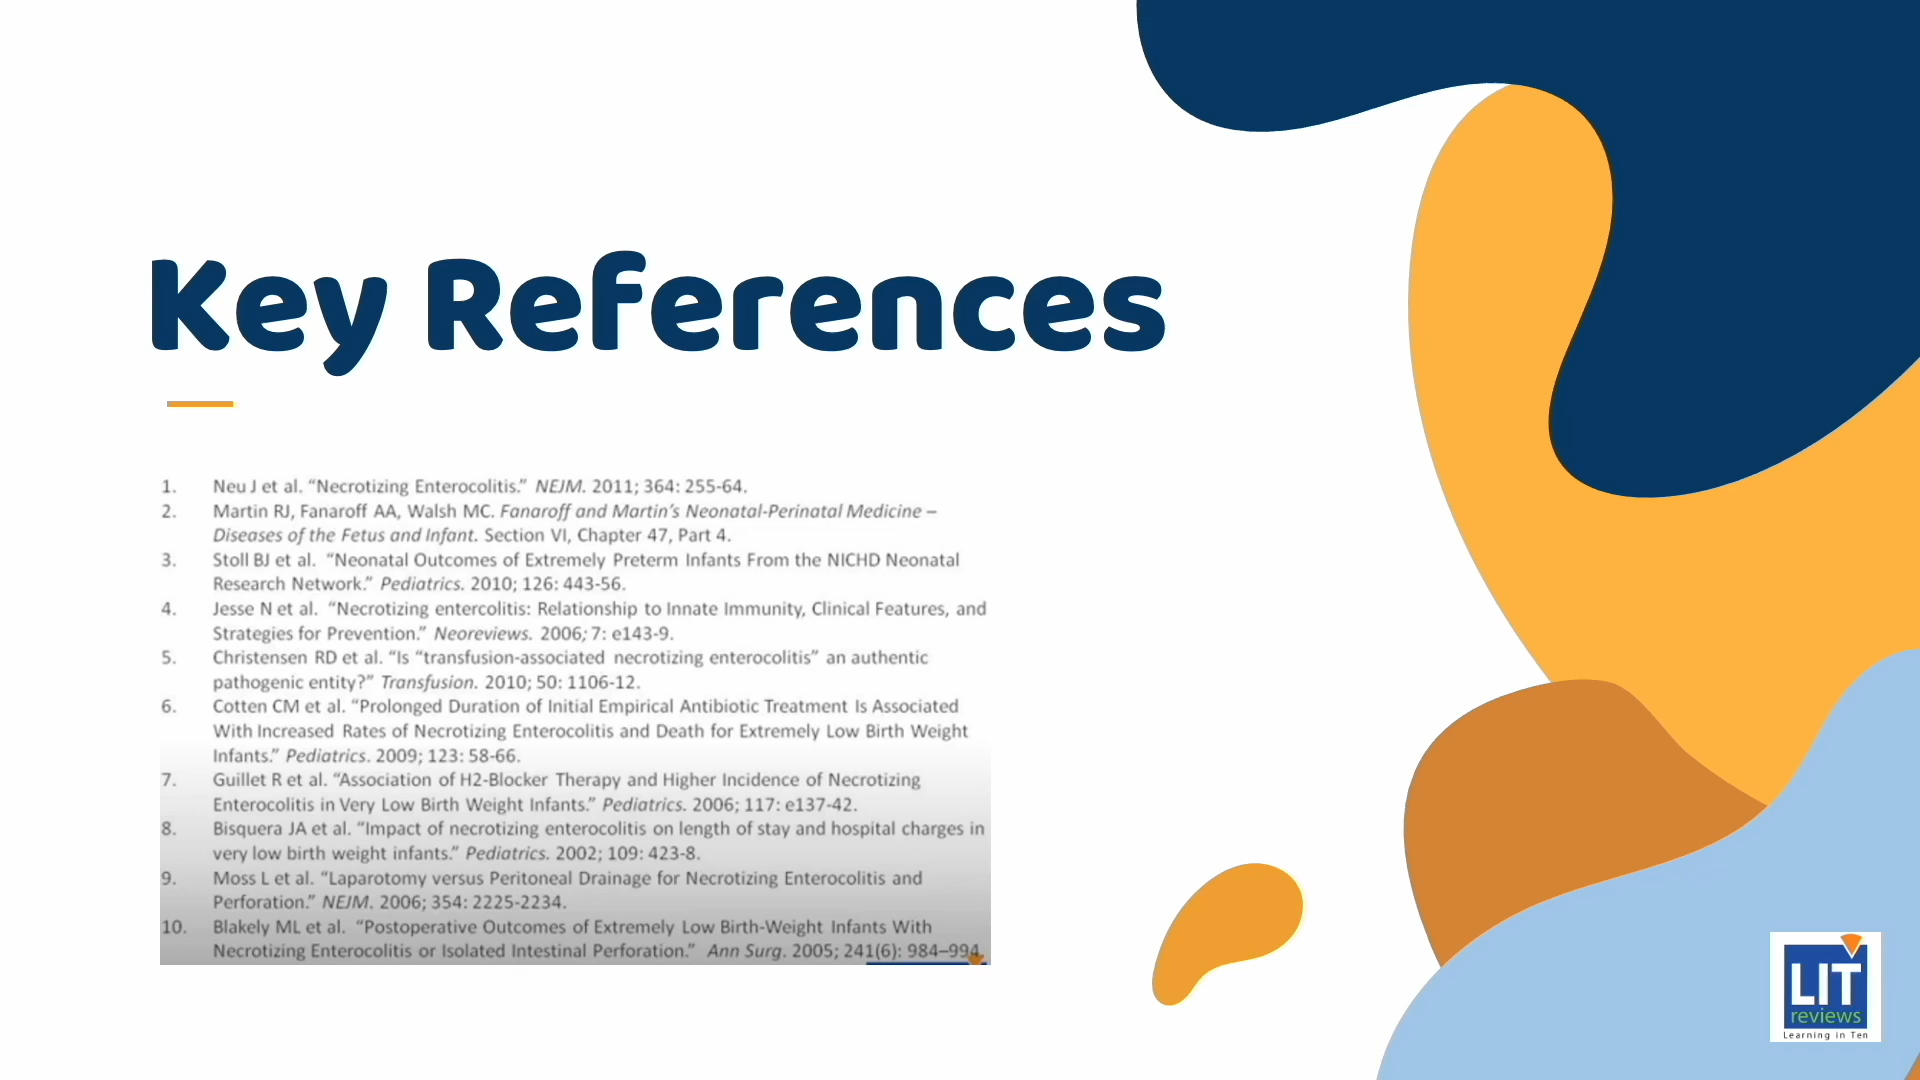 Key References
1. Neu J et al. “Necrotizing Enterocolitis.” NEJM. 2011; 364: 255-64.
2. Martin RJ, Fanaroff AA, Walsh MC. Fanaroff and Martin’s Neonatal-Perinatal Medicine –
Diseases of the Fetus and Infant. Section VI, Chapter 47, Part 4.
3. Stoll BJ et al. “Neonatal Outcomes of Extremely Preterm Infants From the NICHD Neonatal
Research Network.” Pediatrics. 2010; 126: 443-56.
4. Jesse N et al. “Necrotizing entercolitis: Relationship to Innate Immunity, Clinical Features, and
Strategies for Prevention.” Neoreviews. 2006; 7: e143-9.
5. Christensen RD et al. “Is “transfusion-associated necrotizing enterocolitis” an authentic
pathogenic entity?” Transfusion. 2010; 50: 1106-12.
6. Cotten CM et al. “Prolonged Duration of Initial Empirical Antibiotic Treatment Is Associated
With Increased Rates of Necrotizing Enterocolitis and Death for Extremely Low Birth Weight
Infants.” Pediatrics. 2009; 123: 58-66.
7. Guillet R et al. “Association of H2-Blocker Therapy and Higher Incidence of Necrotizing
Enterocolitis in Very Low Birth Weight Infants.” Pediatrics. 2006; 117: e137-42.
8. Bisquera JA et al. “Impact of necrotizing enterocolitis on length of stay and hospital charges in
very low birth weight infants.” Pediatrics. 2002; 109: 423-8.
9. Moss L et al. “Laparotomy versus Peritoneal Drainage for Necrotizing Enterocolitis and
Perforation.” NEJM. 2006; 354: 2225-2234.
10. Blakely ML et al. “Postoperative Outcomes of Extremely Low Birth-Weight Infants With
Necrotizing Enterocolitis or Isolated Intestinal Perforation.” Ann Surg. 2005; 241(6): 984–994.
LIT
reviews
Learning in Ten